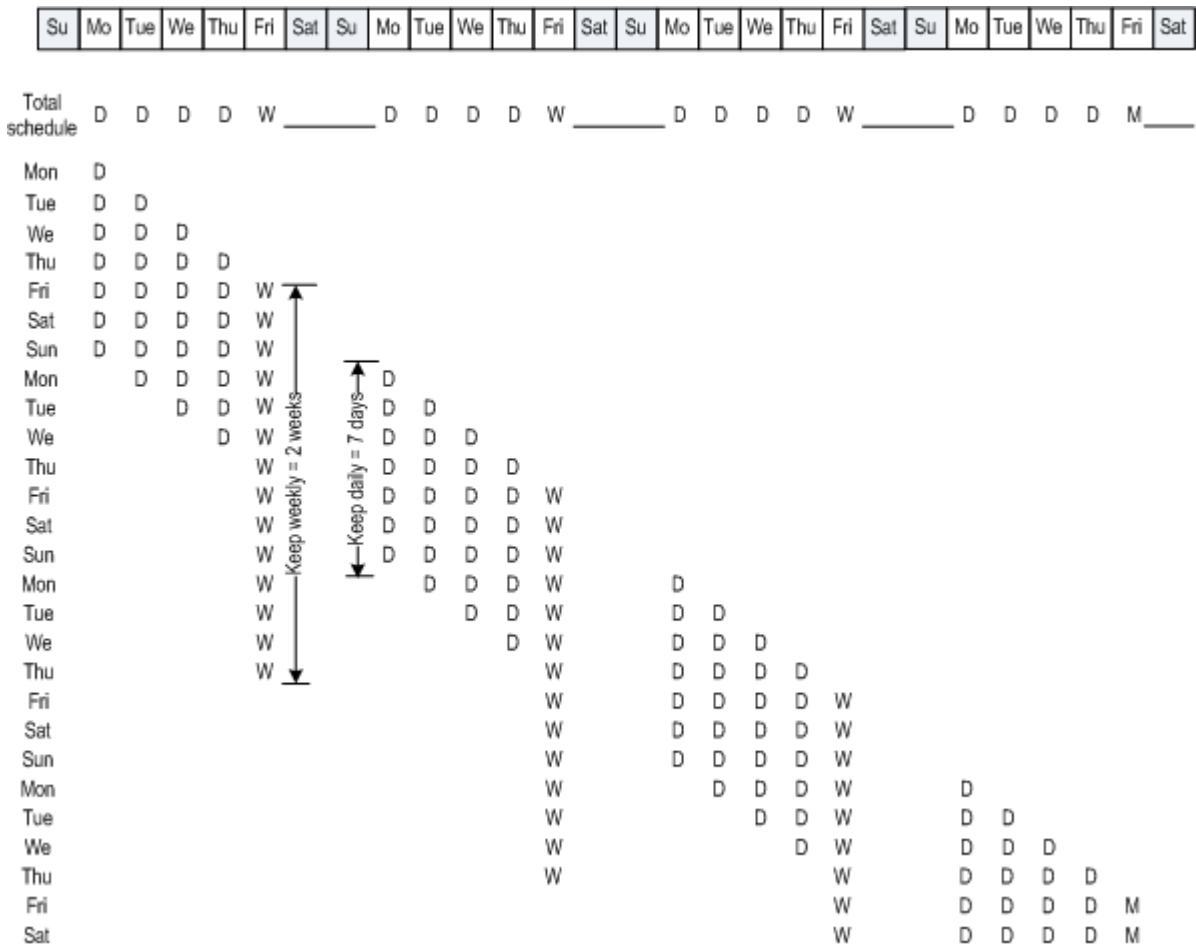 Su Mo Tue We Thu Fri Sat Su Mo Tue We Thu Fri Sat Su Mo Tue We Thu Fri Sat Su Mo Tue We Thu Fri Sat
Total
schedule D D D D W D D D D W D D D D W D D D D M
Mon D
Tue D D
We D D D
Thu D D D D
Fri D D D D W
Sat D D D D W
Sun D D D D W
Mon D D D W D
Tue D D W D D
We D W D D D
Thu W D D D D
Fri W D D D D W
Sat W D D D D W
Sun W D D D D W
Mon W D D D W D
Tue W D D W D D
We W D W D D D
Thu W W D D D D
Fri W D D D D W
Sat W D D D D W
Sun W D D D D W
Mon W D D D W D
Tue W D D W D D
We W D W D D D
Thu W W D D D D
Fri W D D D D M
Sat W D D D D M
Keep weekly = 2 weeks
Keep daily = 7 days